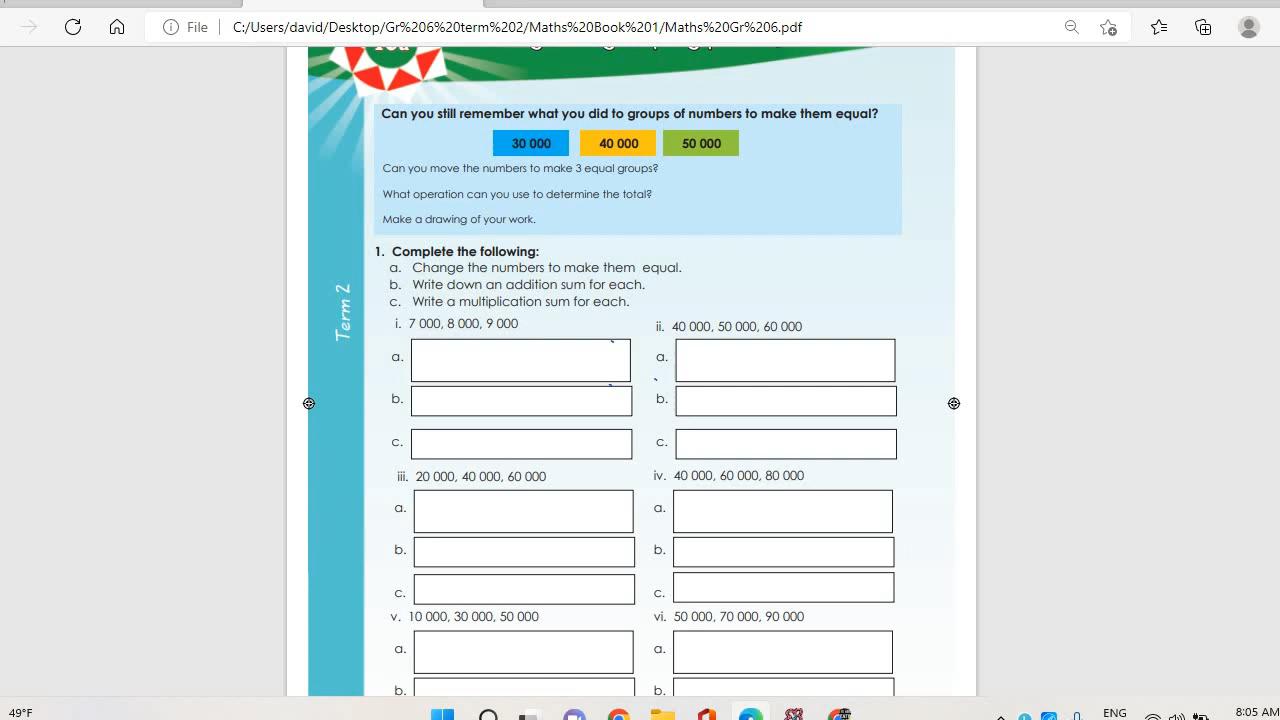 File C:/Users/david/Desktop/Gr%206%20term%202/Maths%20Book%201/Maths%20Gr%206.pdf
Can you still remember what you did to groups of numbers to make them equal?
30 000 40 000 50 000
Can you move the numbers to make 3 equal groups?
What operation can you use to determine the total?
Make a drawing of your work.
Term 2
1. Complete the following:
a. Change the numbers to make them equal.
b. Write down an addition sum for each.
c. Write a multiplication sum for each.
i. 7 000, 8 000, 9 000
a.
b.
c.
ii. 40 000, 50 000, 60 000
a.
b.
c.
iii. 20 000, 40 000, 60 000
a.
b.
c.
iv. 40 000, 60 000, 80 000
a.
b.
c.
v. 10 000, 30 000, 50 000
a.
b.
vi. 50 000, 70 000, 90 000
a.
b.
49°F
ENG
8:05 AM